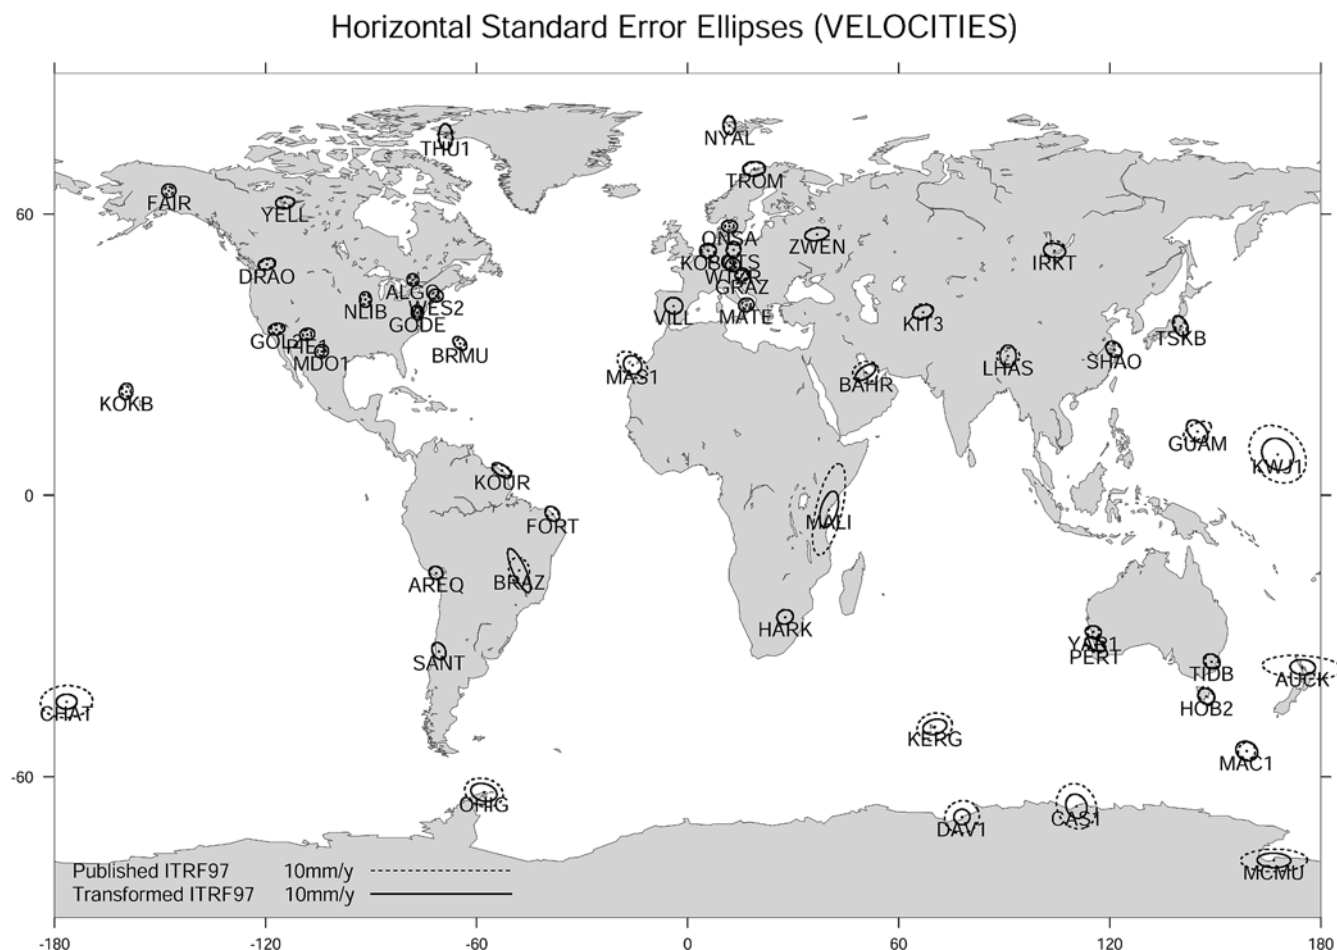 Horizontal Standard Error Ellipses (VELOCITIES)
NYAL
THU1
TROM
FAIR
YELL
60
ONSA
ZWEN
DRAO
IRKT
ALGO
WES2
NLIB
GODE
GRAZ
VILL
MATE
KIT3
TSKB
PIE1
MDO1
BRMU
SHAO
LHAS
MAS1
BAHR
KOKB
GUAM
KWJ1
KOUR
0
FORT
MALI
AREQ
BRAZ
HARK
YAR1
PERT
SANT
TIDB
AUCK
CHAT
HOB2
KERG
MAC1
-60
OHIG
DAV1
CAS1
Published ITRF97 10mm/y
MCMU
Transformed ITRF97 10mm/y
-180 -120 -60 0 60 120 180